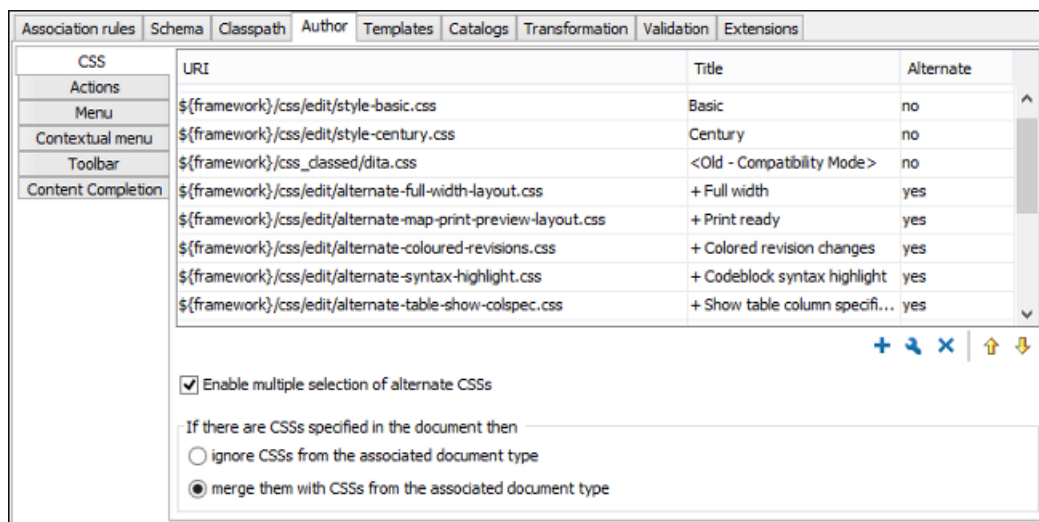 Association rules Schema Classpath Author Templates Catalogs Transformation Validation Extensions
CSS
Actions
Menu
Contextual menu
Toolbar
Content Completion
URI Title Alternate
${framework}/css/edit/style-basic.css Basic no
${framework}/css/edit/style-century.css Century no
${framework}/css_classed/dita.css <Old - Compatibility Mode> no
${framework}/css/edit/alternate-full-width-layout.css + Full width yes
${framework}/css/edit/alternate-map-print-preview-layout.css + Print ready yes
${framework}/css/edit/alternate-coloured-revisions.css + Colored revision changes yes
${framework}/css/edit/alternate-syntax-highlight.css + Codeblock syntax highlight yes
${framework}/css/edit/alternate-table-show-colspec.css + Show table column specifi... yes
Enable multiple selection of alternate CSSs
If there are CSSs specified in the document then
ignore CSSs from the associated document type
merge them with CSSs from the associated document type